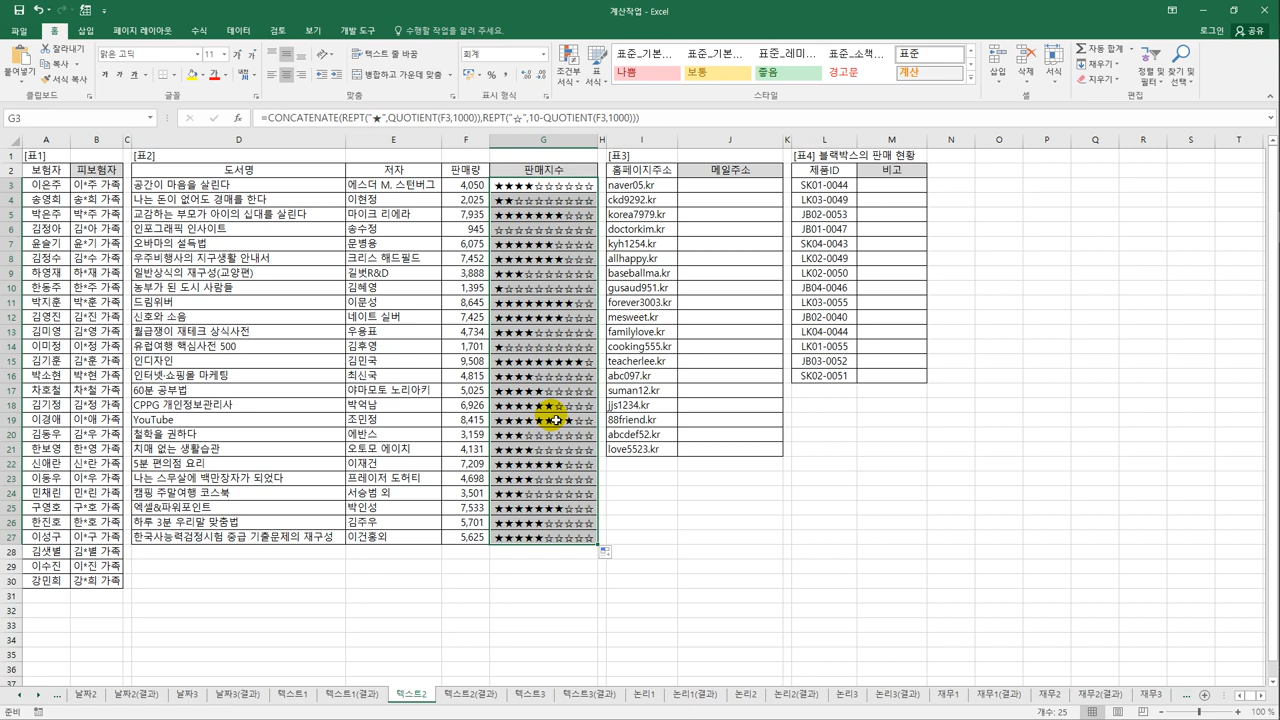 계산작업 - Excel
파일 홈 삽입 페이지 레이아웃 수식 데이터 검토 보기 개발 도구 수행할 작업을 알려 주세요. 로그인 공유
붙여넣기 잘라내기 복사 서식 복사 클립보드
맑은 고딕 11 글꼴
텍스트 줄 바꿈 병합하고 가운데 맞춤 맞춤
회계 표시 형식
조건부 서식 표 서식 표준_기본... 표준_기본... 표준_레미... 표준_소책... 표준
나쁨 보통 좋음 경고문 계산 스타일
삽입 삭제 서식 셀
자동 합계 채우기 지우기 정렬 및 필터 찾기 및 선택 편집
G3 =CONCATENATE(REPT("★",QUOTIENT(F3,1000)),REPT("☆",10-QUOTIENT(F3,1000)))
A B C D E F G H I J K L M N O P Q R S T
1 [표1] [표2] [표3] [표4] 블랙박스의 판매 현황
2 보험자 피보험자 도서명 저자 판매량 판매지수 홈페이지주소 메일주소 제품ID 비고
3 이은주 이*주 가족 공간이 마음을 살린다 에스더 M. 스턴버그 4,050 ★★★★☆☆☆☆☆☆ naver05.kr SK01-0044
4 송영희 송*희 가족 나는 돈이 없어도 경매를 한다 이현정 2,025 ★★☆☆☆☆☆☆☆☆ ckd9292.kr LK03-0049
5 박은주 박*주 가족 교감하는 부모가 아이의 십대를 살린다 마이크 리에라 7,935 ★★★★★★★☆☆☆ korea7979.kr JB02-0053
6 김정아 김*아 가족 인포그래픽 인사이트 송수정 945 ☆☆☆☆☆☆☆☆☆☆ doctorkim.kr JB01-0047
7 윤슬기 윤*기 가족 오바마의 설득법 문병용 6,075 ★★★★★★☆☆☆☆ kyh1254.kr SK04-0043
8 김정수 김*수 가족 우주비행사의 지구생활 안내서 크리스 해드필드 7,452 ★★★★★★★☆☆☆ allhappy.kr LK02-0049
9 하영재 하*재 가족 일반상식의 재구성(교양편) 길벗R&D 3,888 ★★★☆☆☆☆☆☆☆ baseballma.kr LK02-0050
10 한동주 한*주 가족 농부가 된 도시 사람들 김혜영 1,395 ★☆☆☆☆☆☆☆☆☆ gusaud951.kr JB04-0046
11 박지훈 박*훈 가족 드림위버 이문성 8,645 ★★★★★★★★☆☆ forever3003.kr LK03-0055
12 김영진 김*진 가족 신호와 소음 네이트 실버 7,425 ★★★★★★★☆☆☆ mesweet.kr JB02-0040
13 김미영 김*영 가족 월급쟁이 재테크 상식사전 우용표 4,734 ★★★★☆☆☆☆☆☆ familylove.kr LK04-0044
14 이미정 이*정 가족 유럽여행 핵심사전 500 김후영 1,701 ★☆☆☆☆☆☆☆☆☆ cooking555.kr LK01-0055
15 김기훈 김*훈 가족 인디자인 김민국 9,508 ★★★★★★★★★☆ teacherlee.kr JB03-0052
16 박소현 박*현 가족 인터넷·쇼핑몰 마케팅 최신국 4,815 ★★★★☆☆☆☆☆☆ abc097.kr SK02-0051
17 차호철 차*철 가족 60분 공부법 야마모토 노리아키 5,025 ★★★★★☆☆☆☆☆ suman12.kr
18 김기정 김*정 가족 CPPG 개인정보관리사 박억남 6,926 ★★★★★★☆☆☆☆ jjs1234.kr
19 이경애 이*애 가족 YouTube 조민정 8,415 ★★★★★★★★☆☆ 88friend.kr
20 김동우 김*우 가족 철학을 권하다 에반스 3,159 ★★★☆☆☆☆☆☆☆ abcdef52.kr
21 한보영 한*영 가족 치매 없는 생활습관 오토모 에이치 4,131 ★★★★☆☆☆☆☆☆ love5523.kr
22 신애란 신*란 가족 5분 편의점 요리 이재건 7,209 ★★★★★★★☆☆☆
23 이동우 이*우 가족 나는 스무살에 백만장자가 되었다 프레이저 도허티 4,698 ★★★★☆☆☆☆☆☆
24 민채린 민*린 가족 캠핑 주말여행 코스북 서승범 외 3,501 ★★★☆☆☆☆☆☆☆
25 구영호 구*호 가족 엑셀&파워포인트 박인성 7,533 ★★★★★★★☆☆☆
26 한진호 한*호 가족 하루 3분 우리말 맞춤법 김주우 5,701 ★★★★★☆☆☆☆☆
27 이성구 이*구 가족 한국사능력검정시험 중급 기출문제의 재구성 이건홍외 5,625 ★★★★★☆☆☆☆☆
28 김샛별 김*별 가족
29 이수진 이*진 가족
30 강민희 강*희 가족
31
32
33
34
35
36
37
... 날짜2 날짜2(결과) 날짜3 날짜3(결과) 텍스트1 텍스트1(결과) 텍스트2 텍스트2(결과) 텍스트3 텍스트3(결과) 논리1 논리1(결과) 논리2 논리2(결과) 논리3 논리3(결과) 재무1 재무1(결과) 재무2 재무2(결과) 재무3 ...
준비 개수: 25 100 %